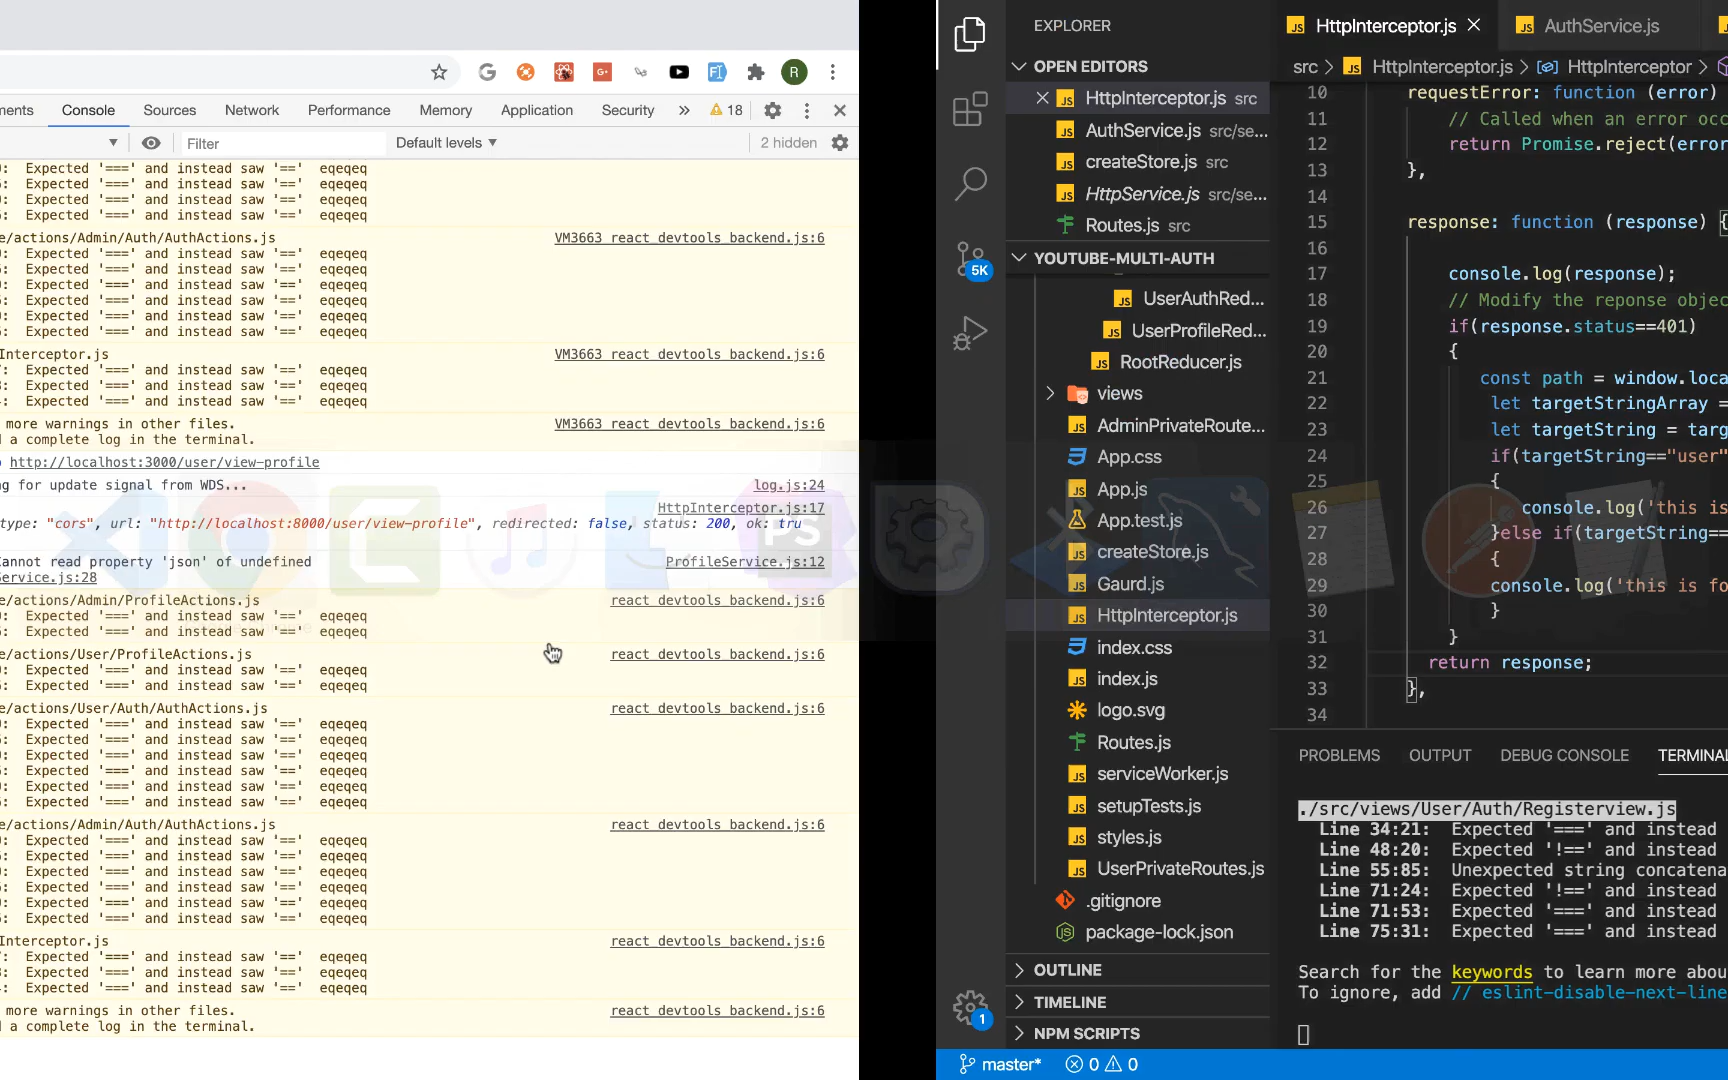 ments Console Sources Network Performance Memory Application Security » 18
Filter Default levels ▼ 2 hidden
: Expected '===' and instead saw '==' eqeqeq
: Expected '===' and instead saw '==' eqeqeq
: Expected '===' and instead saw '==' eqeqeq
: Expected '===' and instead saw '==' eqeqeq
e/actions/Admin/Auth/AuthActions.js VM3663 react_devtools_backend.js:6
: Expected '===' and instead saw '==' eqeqeq
: Expected '===' and instead saw '==' eqeqeq
: Expected '===' and instead saw '==' eqeqeq
: Expected '===' and instead saw '==' eqeqeq
: Expected '===' and instead saw '==' eqeqeq
: Expected '===' and instead saw '==' eqeqeq
Interceptor.js VM3663 react_devtools_backend.js:6
: Expected '===' and instead saw '==' eqeqeq
: Expected '===' and instead saw '==' eqeqeq
: Expected '===' and instead saw '==' eqeqeq
more warnings in other files. VM3663 react_devtools_backend.js:6
a complete log in the terminal.
http://localhost:3000/user/view-profile
ng for update signal from WDS... log.js:24
HttpInterceptor.js:17
type: "cors", url: "http://localhost:8000/user/view-profile", redirected: false, status: 200, ok: tru
annot read property 'json' of undefined ProfileService.js:12
ervice.js:28
e/actions/Admin/ProfileActions.js react_devtools_backend.js:6
: Expected '===' and instead saw '==' eqeqeq
: Expected '===' and instead saw '==' eqeqeq
e/actions/User/ProfileActions.js react_devtools_backend.js:6
: Expected '===' and instead saw '==' eqeqeq
: Expected '===' and instead saw '==' eqeqeq
e/actions/User/Auth/AuthActions.js react_devtools_backend.js:6
: Expected '===' and instead saw '==' eqeqeq
: Expected '===' and instead saw '==' eqeqeq
: Expected '===' and instead saw '==' eqeqeq
: Expected '===' and instead saw '==' eqeqeq
: Expected '===' and instead saw '==' eqeqeq
: Expected '===' and instead saw '==' eqeqeq
e/actions/Admin/Auth/AuthActions.js react_devtools_backend.js:6
: Expected '===' and instead saw '==' eqeqeq
: Expected '===' and instead saw '==' eqeqeq
: Expected '===' and instead saw '==' eqeqeq
: Expected '===' and instead saw '==' eqeqeq
: Expected '===' and instead saw '==' eqeqeq
: Expected '===' and instead saw '==' eqeqeq
Interceptor.js react_devtools_backend.js:6
: Expected '===' and instead saw '==' eqeqeq
: Expected '===' and instead saw '==' eqeqeq
: Expected '===' and instead saw '==' eqeqeq
more warnings in other files. react_devtools_backend.js:6
a complete log in the terminal.
EXPLORER
OPEN EDITORS
HttpInterceptor.js src
AuthService.js src/se...
createStore.js src
HttpService.js src/se...
Routes.js src
YOUTUBE-MULTI-AUTH
5K
UserAuthRed...
UserProfileRed...
RootReducer.js
views
AdminPrivateRoute...
App.css
App.js
App.test.js
createStore.js
Gaurd.js
HttpInterceptor.js
index.css
index.js
logo.svg
Routes.js
serviceWorker.js
setupTests.js
styles.js
UserPrivateRoutes.js
.gitignore
package-lock.json
OUTLINE
TIMELINE
NPM SCRIPTS
1
master* 0 0
HttpInterceptor.js AuthService.js
src > HttpInterceptor.js > HttpInterceptor >
10 requestError: function (error)
11 // Called when an error occ
12 return Promise.reject(error
13 },
14
15 response: function (response) {
16
17 console.log(response);
18 // Modify the reponse objec
19 if(response.status==401)
20 {
21 const path = window.loca
22 let targetStringArray =
23 let targetString = targ
24 if(targetString=="user"
25 {
26 console.log('this is
27 }else if(targetString==
28 {
29 console.log('this is fo
30 }
31 }
32 return response;
33 },
34
PROBLEMS OUTPUT DEBUG CONSOLE TERMINAL
./src/views/User/Auth/Registerview.js
Line 34:21: Expected '===' and instead
Line 48:20: Expected '!==' and instead
Line 55:85: Unexpected string concatena
Line 71:24: Expected '!==' and instead
Line 71:53: Expected '===' and instead
Line 75:31: Expected '===' and instead
Search for the keywords to learn more abou
To ignore, add // eslint-disable-next-line